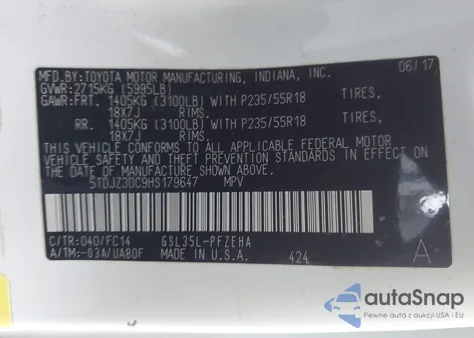 MFD.BY:TOYOTA MOTOR MANUFACTURING, INDIANA, INC. 06/17
GVWR:2715KG (5995LB)
GAWR:FRT. 1405KG (3100LB) WITH P235/55R18 TIRES,
18X7J RIMS.
RR. 1405KG (3100LB) WITH P235/55R18 TIRES,
18X7J RIMS.
THIS VEHICLE CONFORMS TO ALL APPLICABLE FEDERAL MOTOR
VEHICLE SAFETY AND THEFT PREVENTION STANDARDS IN EFFECT
ON THE DATE OF MANUFACTURE SHOWN ABOVE.
5TDJZ3DC9HS179647 MPV
C/TR:040/FC14 GSL35L-PFZEHA
A/TM:-03A/UA80F MADE IN U.S.A. 424 A
autoSnap
Portal z autami z aukcji USA i EU